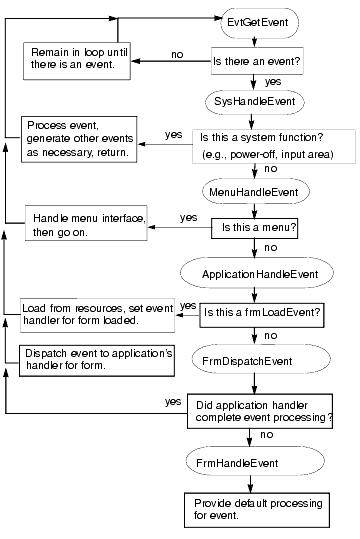 EvtGetEvent
Remain in loop until
there is an event.
no
Is there an event?
yes
SysHandleEvent
Process event,
generate other events
as necessary, return.
yes
Is this a system function?
(e.g., power-off, input area)
no
MenuHandleEvent
Handle menu interface,
then go on.
yes
Is this a menu?
no
ApplicationHandleEvent
Load from resources, set event
handler for form loaded.
yes
Is this a frmLoadEvent?
no
Dispatch event to application's
handler for form.
FrmDispatchEvent
yes
Did application handler
complete event processing?
no
FrmHandleEvent
Provide default processing
for event.